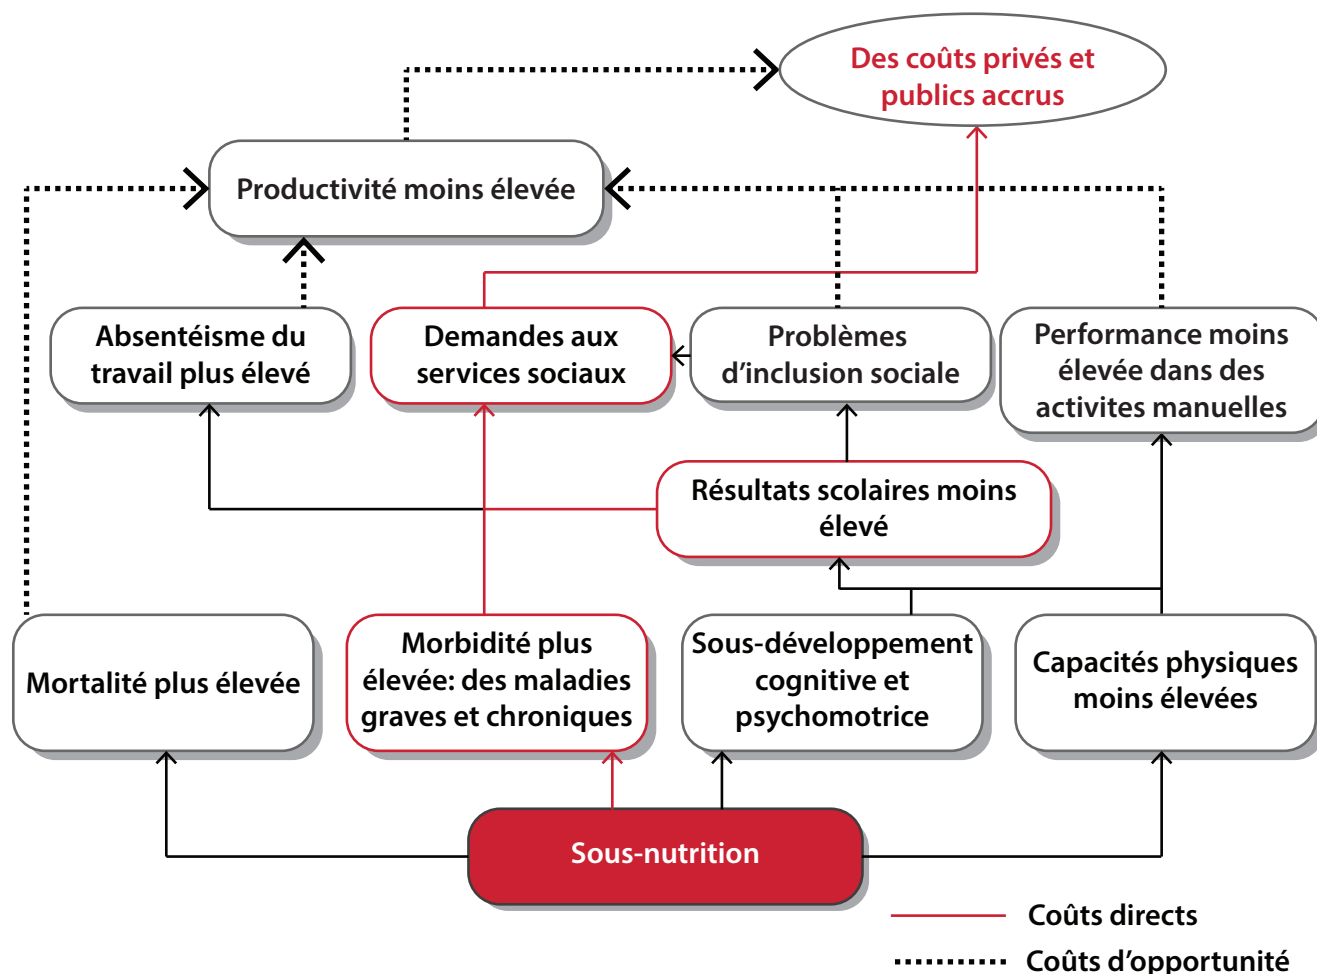 Des coûts privés et
publics accrus
Productivité moins élevée
Absentéisme du
travail plus élevé
Demandes aux
services sociaux
Problèmes
d’inclusion sociale
Performance moins
élevée dans des
activites manuelles
Résultats scolaires moins
élevé
Mortalité plus élevée
Morbidité plus
élevée: des maladies
graves et chroniques
Sous-développement
cognitive et
psychomotrice
Capacités physiques
moins élevées
Sous-nutrition
Coûts directs
Coûts d’opportunité